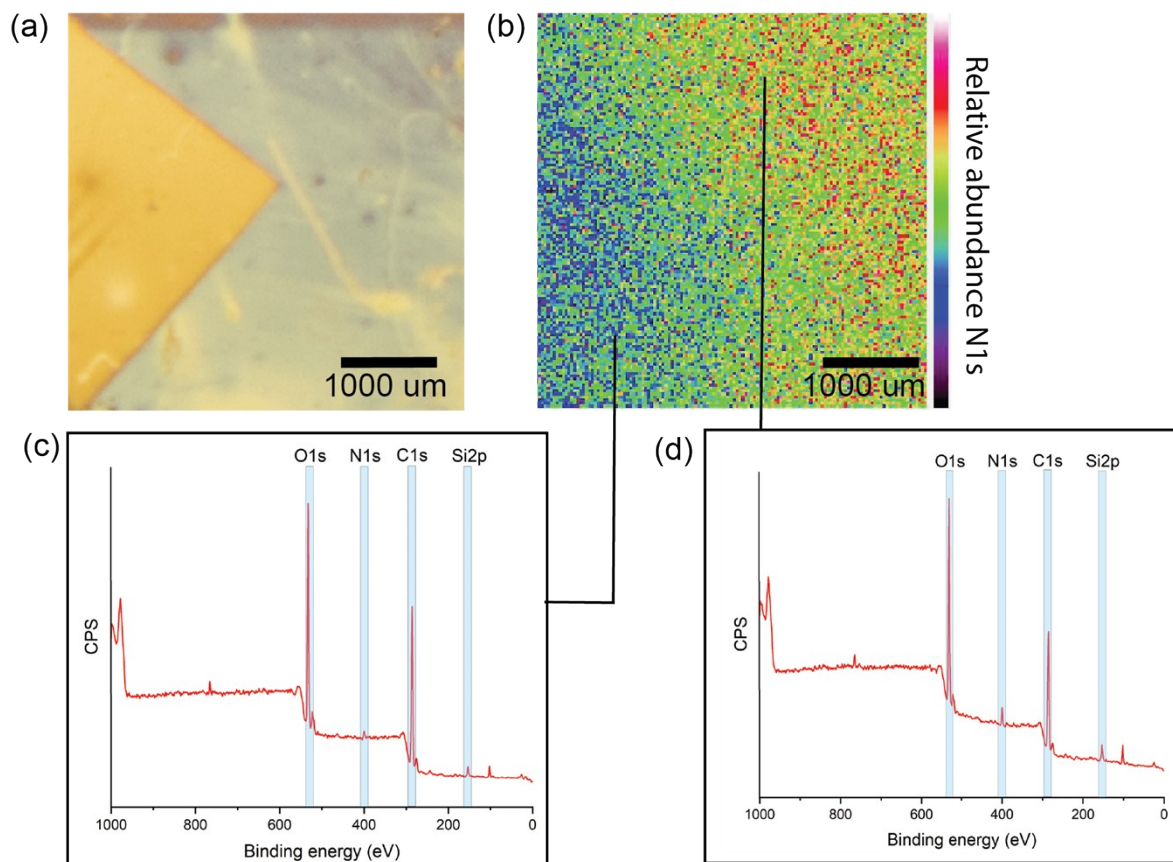 (a)
1000 um
(b)
1000 um
Relative abundance N1s
(c)
O1s N1s C1s Si2p
CPS
1000 800 600 400 200 0
Binding energy (eV)
(d)
O1s N1s C1s Si2p
CPS
1000 800 600 400 200 0
Binding energy (eV)